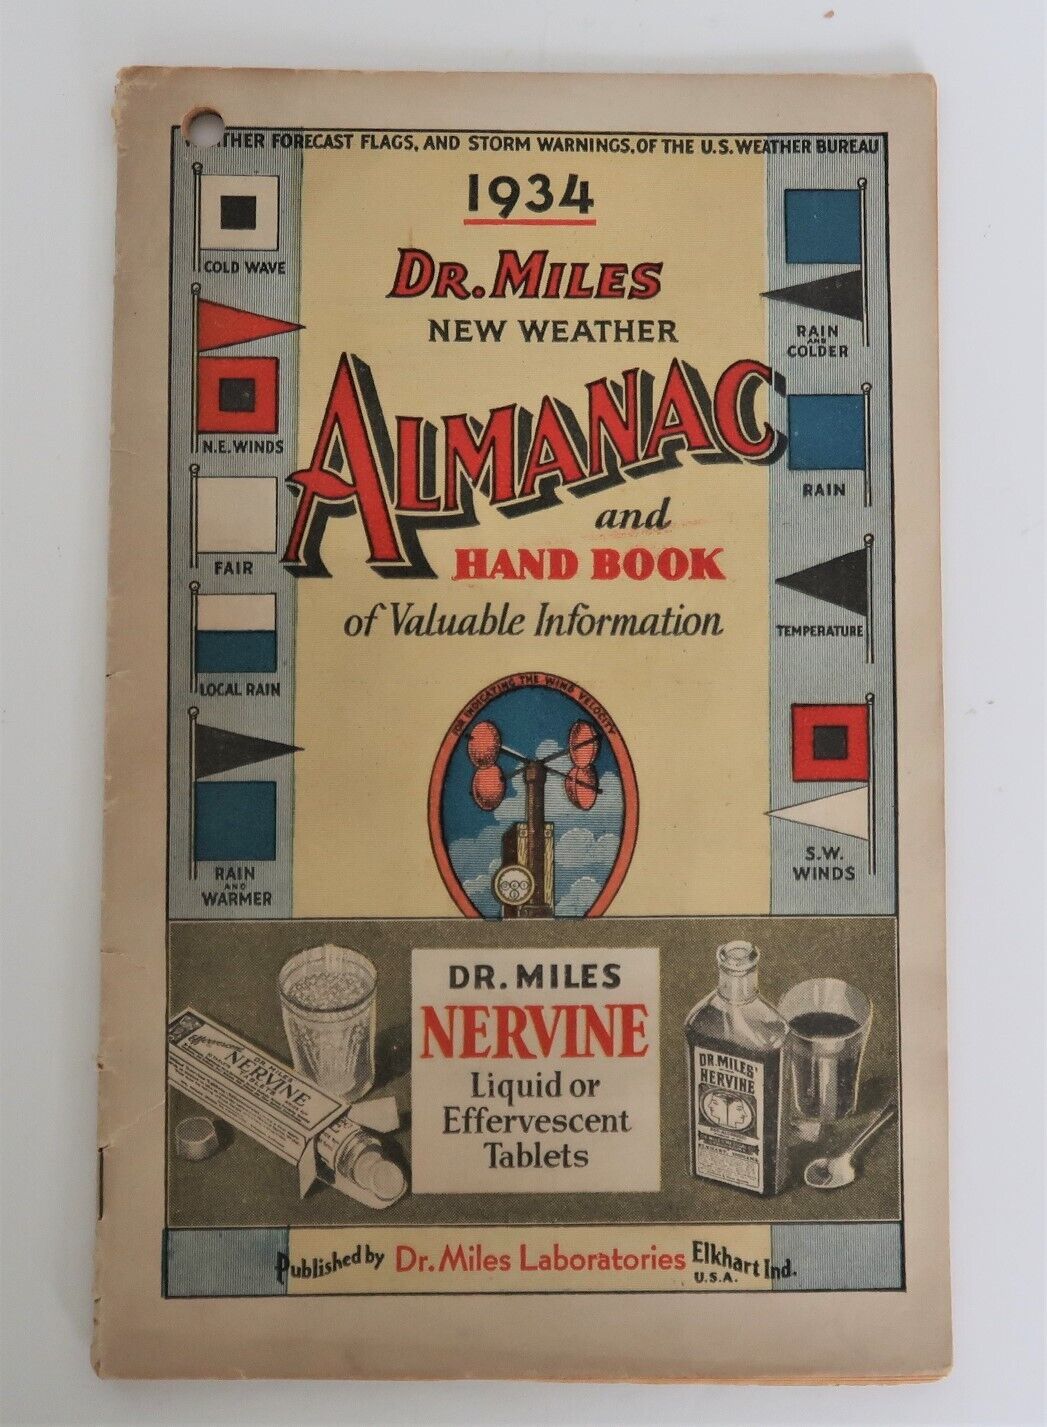 THER FORECAST FLAGS, AND STORM WARNINGS, OF THE U.S. WEATHER BUREAU
1934
DR. MILES
NEW WEATHER
ALMANAC
and
HAND BOOK
of Valuable Information
COLD WAVE
N.E. WINDS
FAIR
LOCAL RAIN
RAIN
AND
WARMER
RAIN
AND
COLDER
RAIN
TEMPERATURE
S.W.
WINDS
FOR INDICATING THE WIND VELOCITY
DR. MILES
NERVINE
Liquid or
Effervescent
Tablets
DR. MILES
NERVINE
DR. MILES'
NERVINE
Published by Dr. Miles Laboratories Elkhart Ind.
U.S.A.